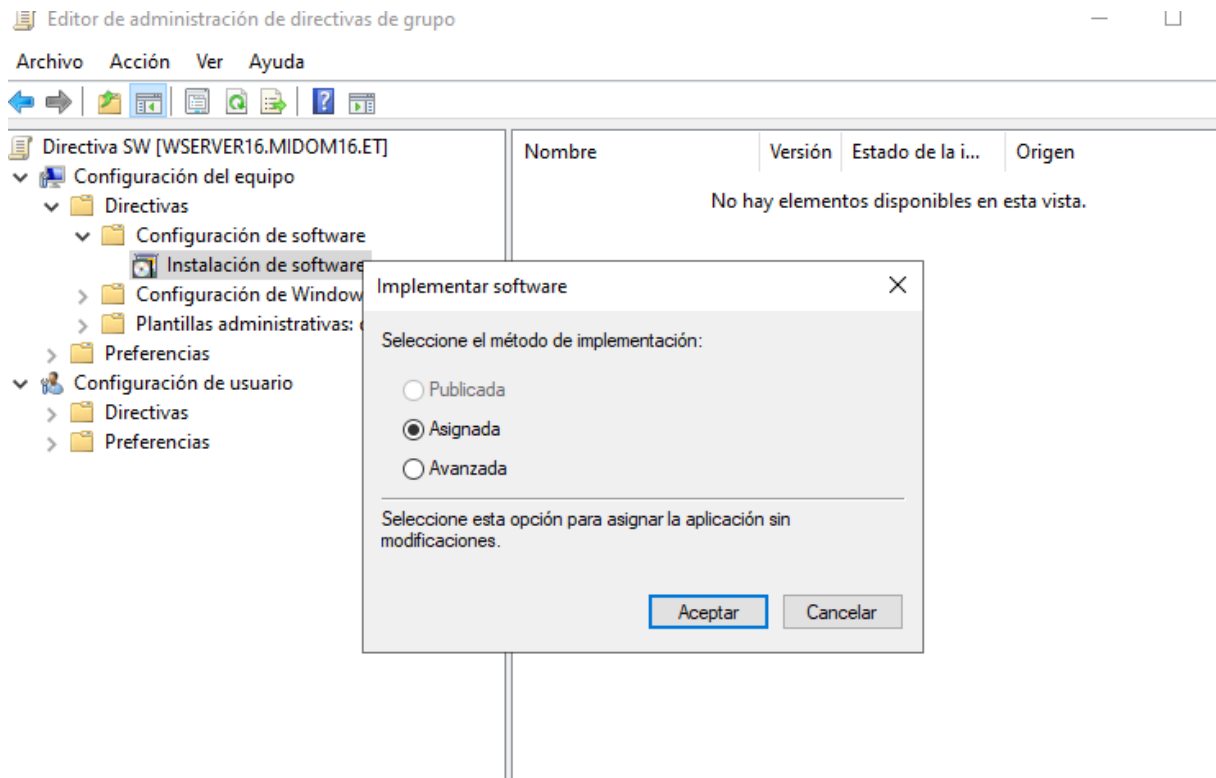 Editor de administración de directivas de grupo
Archivo Acción Ver Ayuda
Directiva SW [WSERVER16.MIDOM16.ET]
Configuración del equipo
Directivas
Configuración de software
Instalación de software
Configuración de Window
Plantillas administrativas:
Preferencias
Configuración de usuario
Directivas
Preferencias
Nombre Versión Estado de la i... Origen
No hay elementos disponibles en esta vista.
Implementar software
Seleccione el método de implementación:
Publicada
Asignada
Avanzada
Seleccione esta opción para asignar la aplicación sin
modificaciones.
Aceptar Cancelar